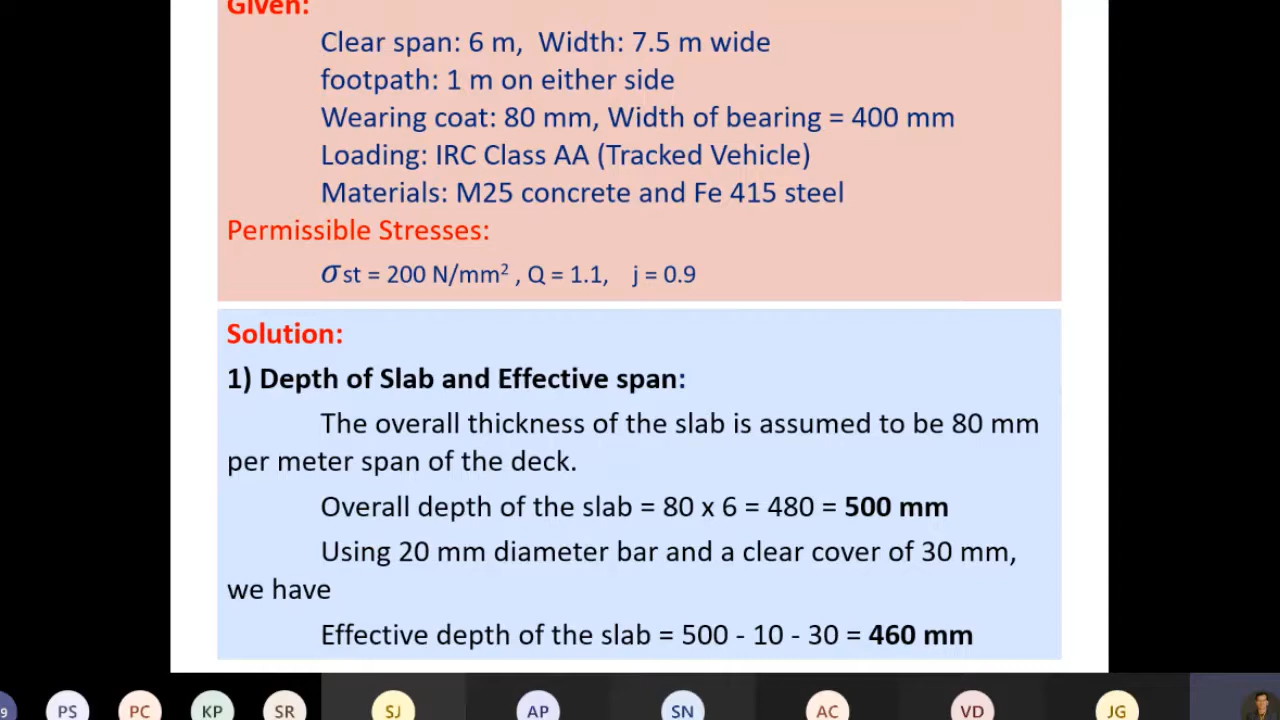 Given:
Clear span: 6 m, Width: 7.5 m wide
footpath: 1 m on either side
Wearing coat: 80 mm, Width of bearing = 400 mm
Loading: IRC Class AA (Tracked Vehicle)
Materials: M25 concrete and Fe 415 steel
Permissible Stresses:
σst = 200 N/mm² , Q = 1.1, j = 0.9
Solution:
1) Depth of Slab and Effective span:
The overall thickness of the slab is assumed to be 80 mm
per meter span of the deck.
Overall depth of the slab = 80 x 6 = 480 = 500 mm
Using 20 mm diameter bar and a clear cover of 30 mm,
we have
Effective depth of the slab = 500 - 10 - 30 = 460 mm
9 PS PC KP SR SJ AP SN AC VD JG